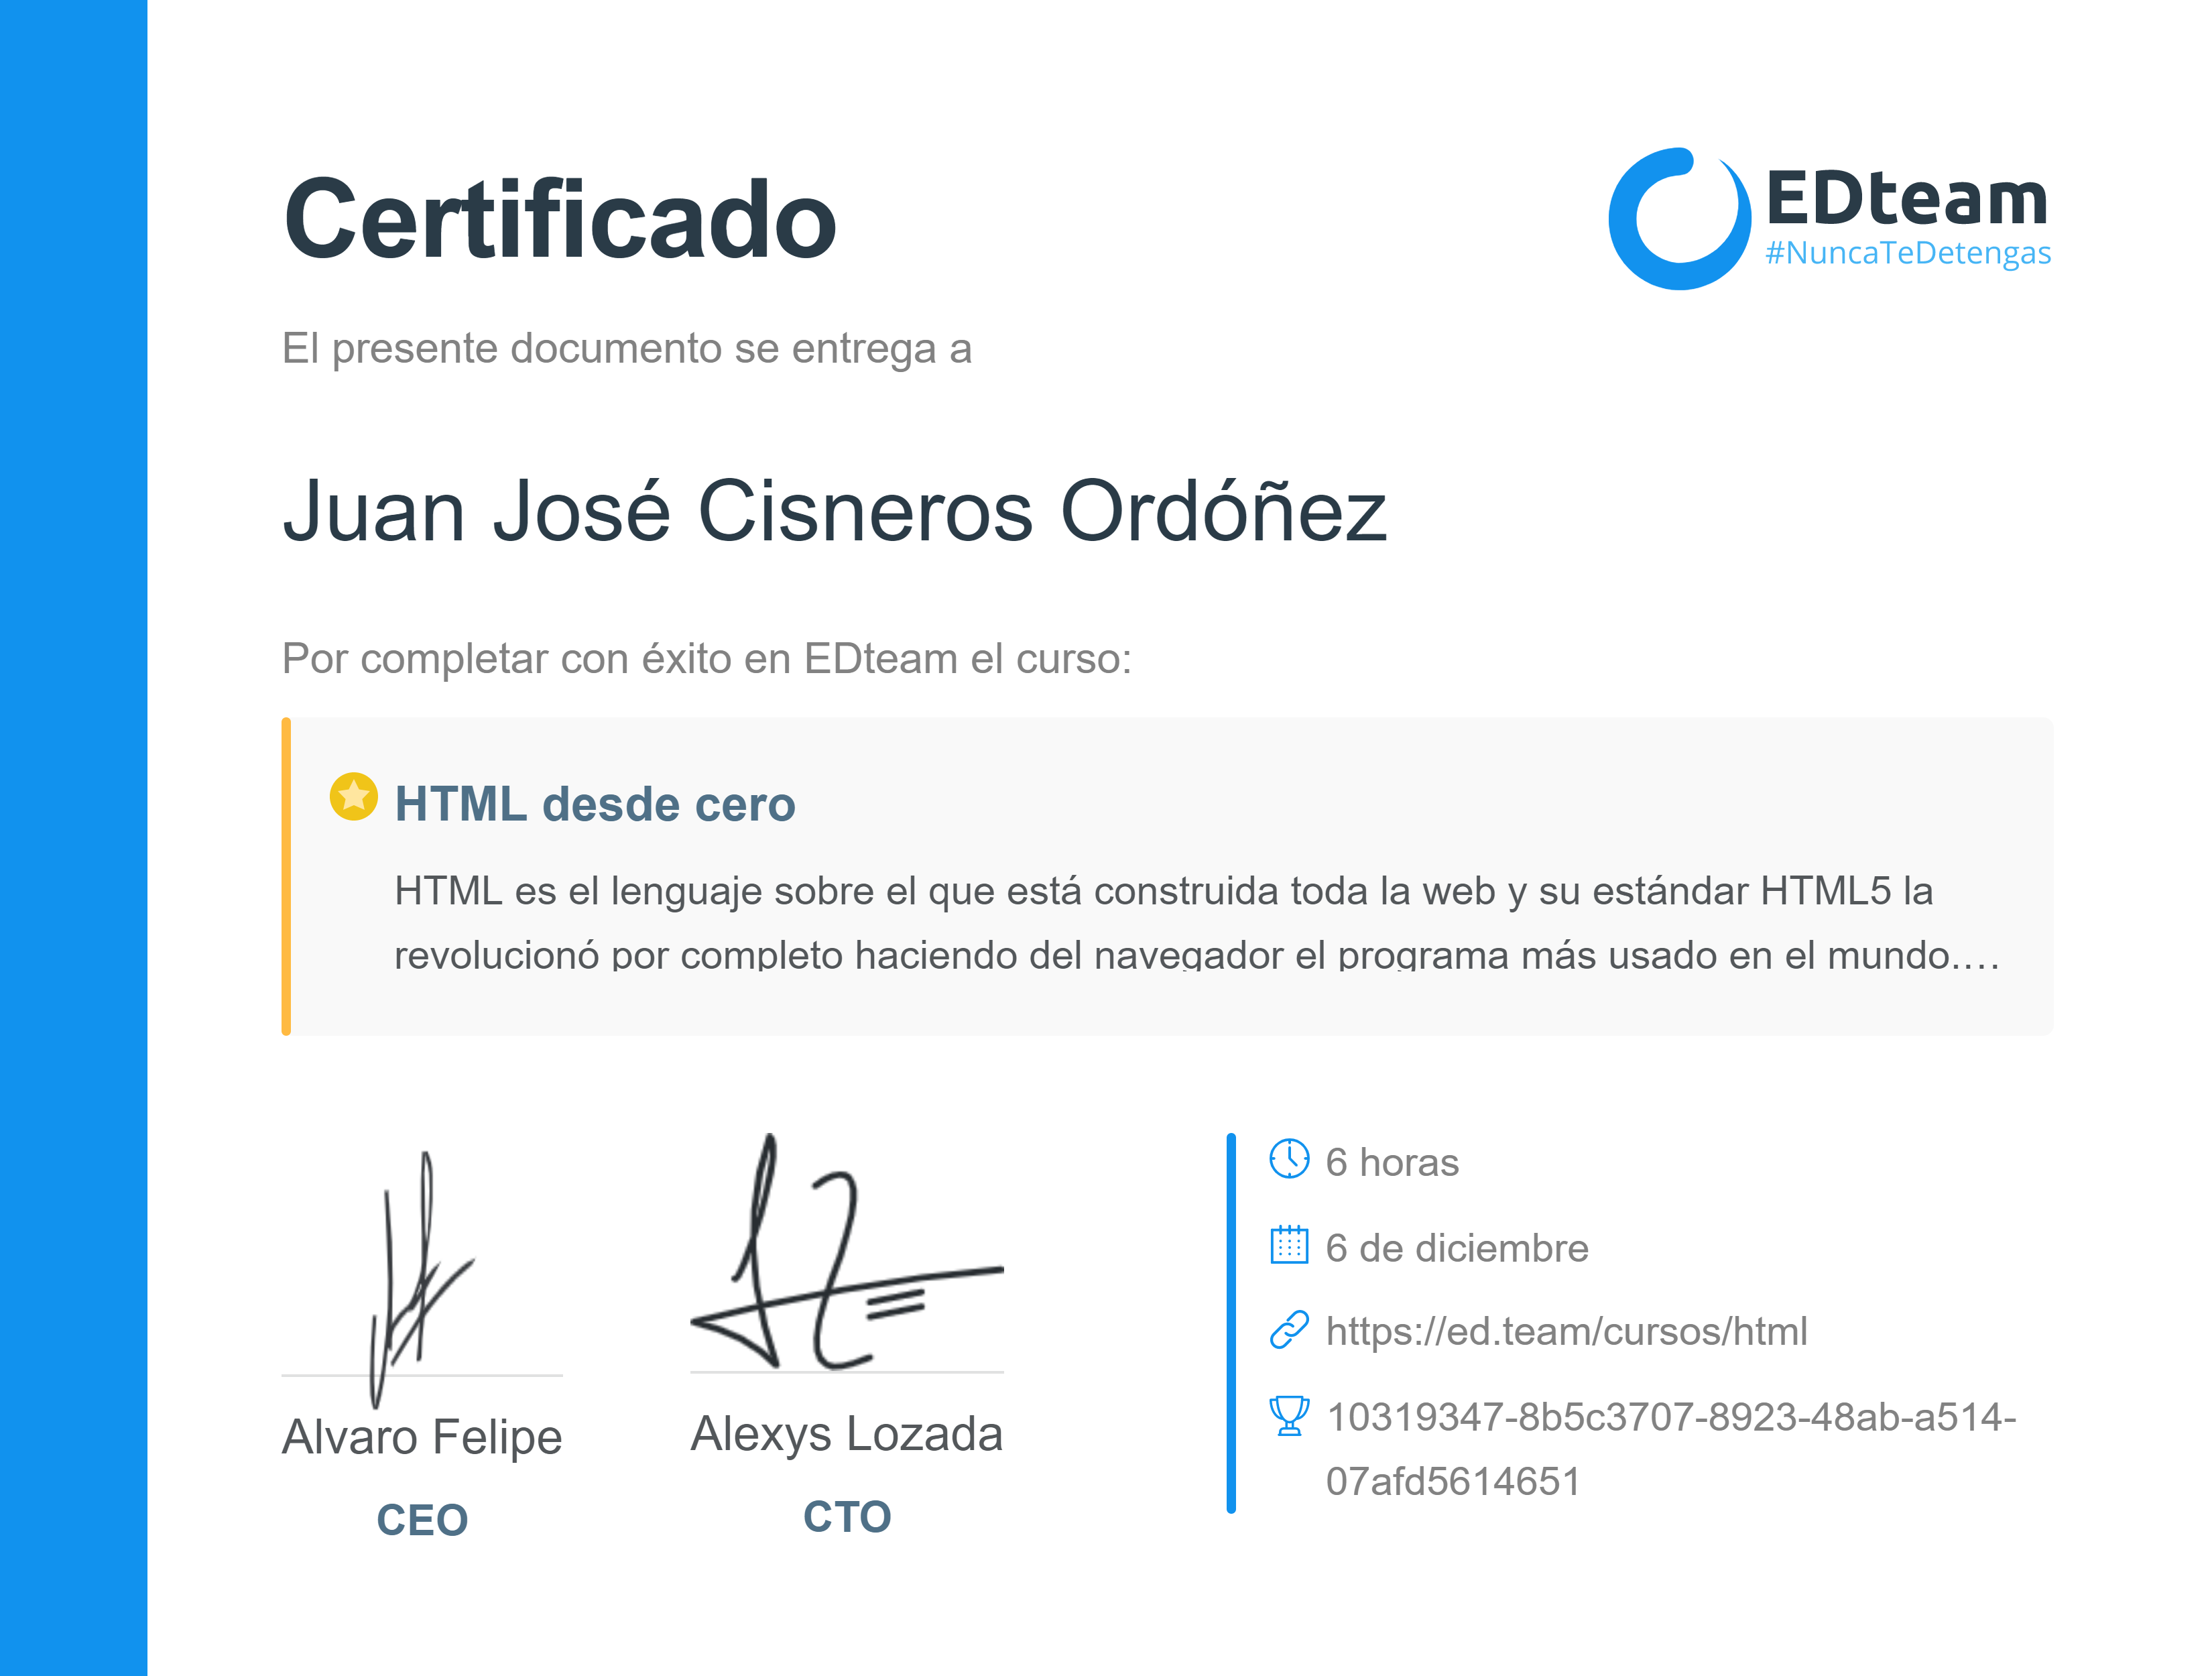 Certificado
EDteam
#NuncaTeDetengas
El presente documento se entrega a
Juan José Cisneros Ordóñez
Por completar con éxito en EDteam el curso:
HTML desde cero
HTML es el lenguaje sobre el que está construida toda la web y su estándar HTML5 la
revolucionó por completo haciendo del navegador el programa más usado en el mundo.…
Alvaro Felipe
CEO
Alexys Lozada
CTO
6 horas
6 de diciembre
https://ed.team/cursos/html
10319347-8b5c3707-8923-48ab-a514-
07afd5614651